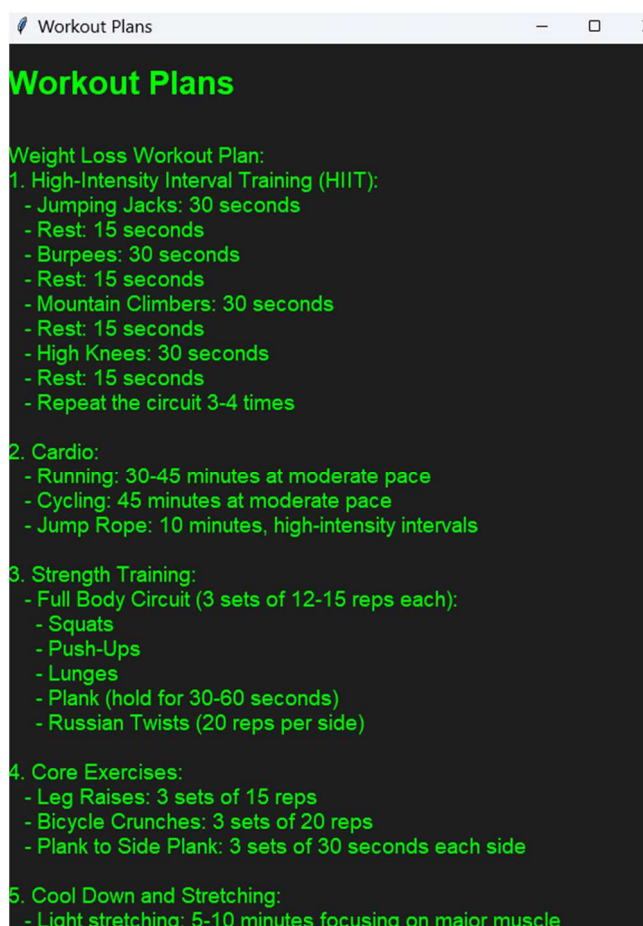 Workout Plans
Workout Plans
Weight Loss Workout Plan:
1. High-Intensity Interval Training (HIIT):
- Jumping Jacks: 30 seconds
- Rest: 15 seconds
- Burpees: 30 seconds
- Rest: 15 seconds
- Mountain Climbers: 30 seconds
- Rest: 15 seconds
- High Knees: 30 seconds
- Rest: 15 seconds
- Repeat the circuit 3-4 times
2. Cardio:
- Running: 30-45 minutes at moderate pace
- Cycling: 45 minutes at moderate pace
- Jump Rope: 10 minutes, high-intensity intervals
3. Strength Training:
- Full Body Circuit (3 sets of 12-15 reps each):
- Squats
- Push-Ups
- Lunges
- Plank (hold for 30-60 seconds)
- Russian Twists (20 reps per side)
4. Core Exercises:
- Leg Raises: 3 sets of 15 reps
- Bicycle Crunches: 3 sets of 20 reps
- Plank to Side Plank: 3 sets of 30 seconds each side
5. Cool Down and Stretching:
- Light stretching: 5-10 minutes focusing on major muscle